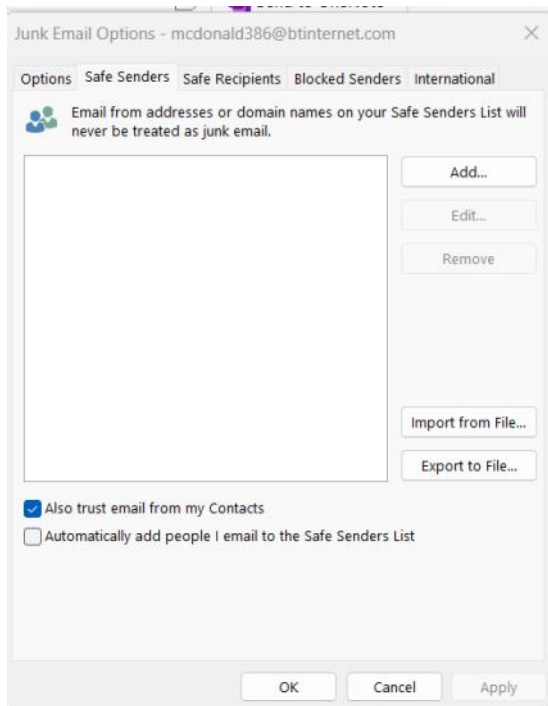 Junk Email Options - mcdonald386@btinternet.com
Options Safe Senders Safe Recipients Blocked Senders International
Email from addresses or domain names on your Safe Senders List will
never be treated as junk email.
Add...
Edit...
Remove
Import from File...
Export to File...
Also trust email from my Contacts
Automatically add people I email to the Safe Senders List
OK Cancel Apply